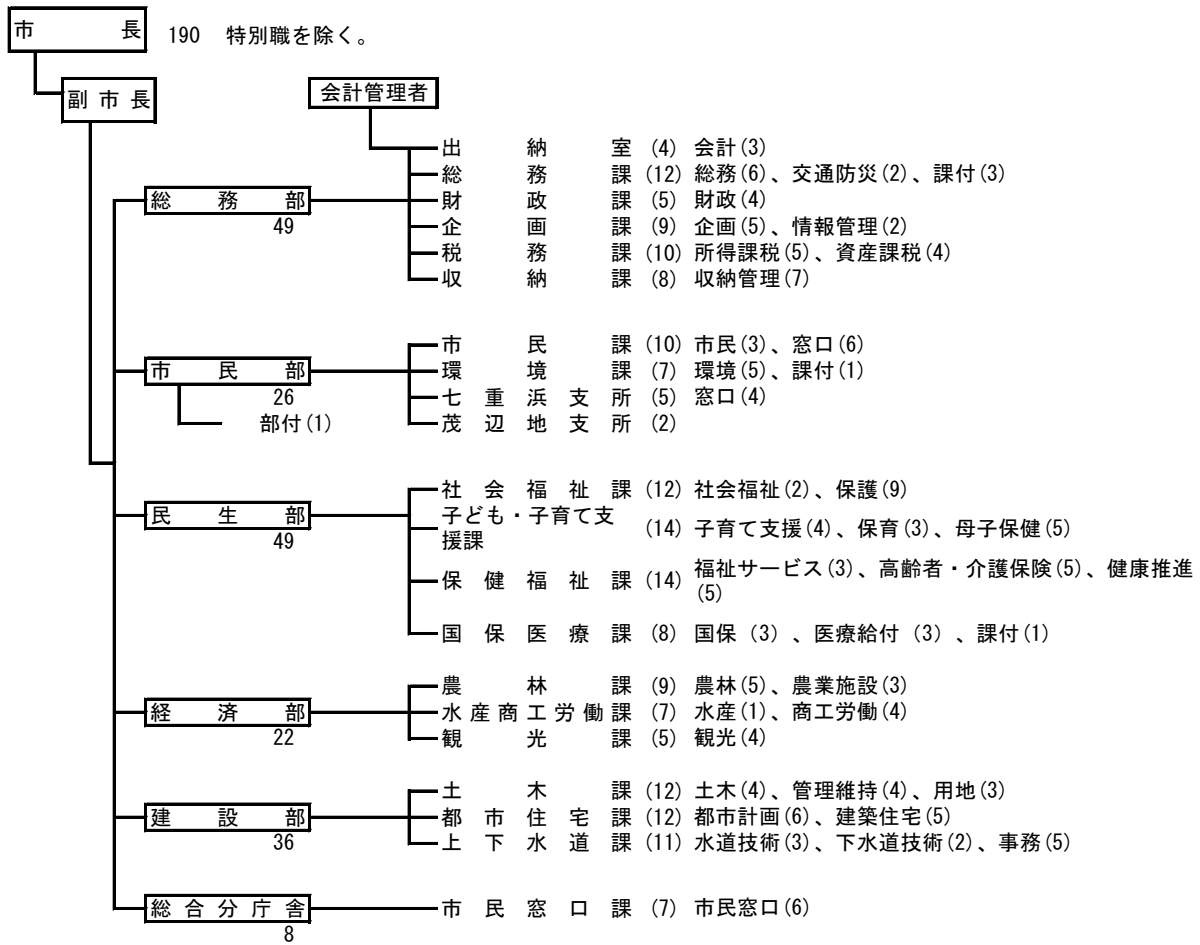 市長 190 特別職を除く。
副市長 会計管理者
出納室 (4) 会計(3)
総務課 (12) 総務(6)、交通防災(2)、課付(3)
総務部 財政課 (5) 財政(4)
49 企画課 (9) 企画(5)、情報管理(2)
税務課 (10) 所得課税(5)、資産課税(4)
収納課 (8) 収納管理(7)
市民課 (10) 市民(3)、窓口(6)
市民部 環境課 (7) 環境(5)、課付(1)
26 七重浜支所 (5) 窓口(4)
部付(1) 茂辺地支所 (2)
社会福祉課 (12) 社会福祉(2)、保護(9)
民生部 子ども・子育て支
援課 (14) 子育て支援(4)、保育(3)、母子保健(5)
49
保健福祉課 (14) 福祉サービス(3)、高齢者・介護保険(5)、健康推進
(5)
国保医療課 (8) 国保（3）、医療給付（3）、課付(1)
農林課 (9) 農林(5)、農業施設(3)
経済部 水産商工労働課 (7) 水産(1)、商工労働(4)
22 観光課 (5) 観光(4)
土木課 (12) 土木(4)、管理維持(4)、用地(3)
建設部 都市住宅課 (12) 都市計画(6)、建築住宅(5)
36 上下水道課 (11) 水道技術(3)、下水道技術(2)、事務(5)
総合分庁舎 市民窓口課 (7) 市民窓口(6)
8